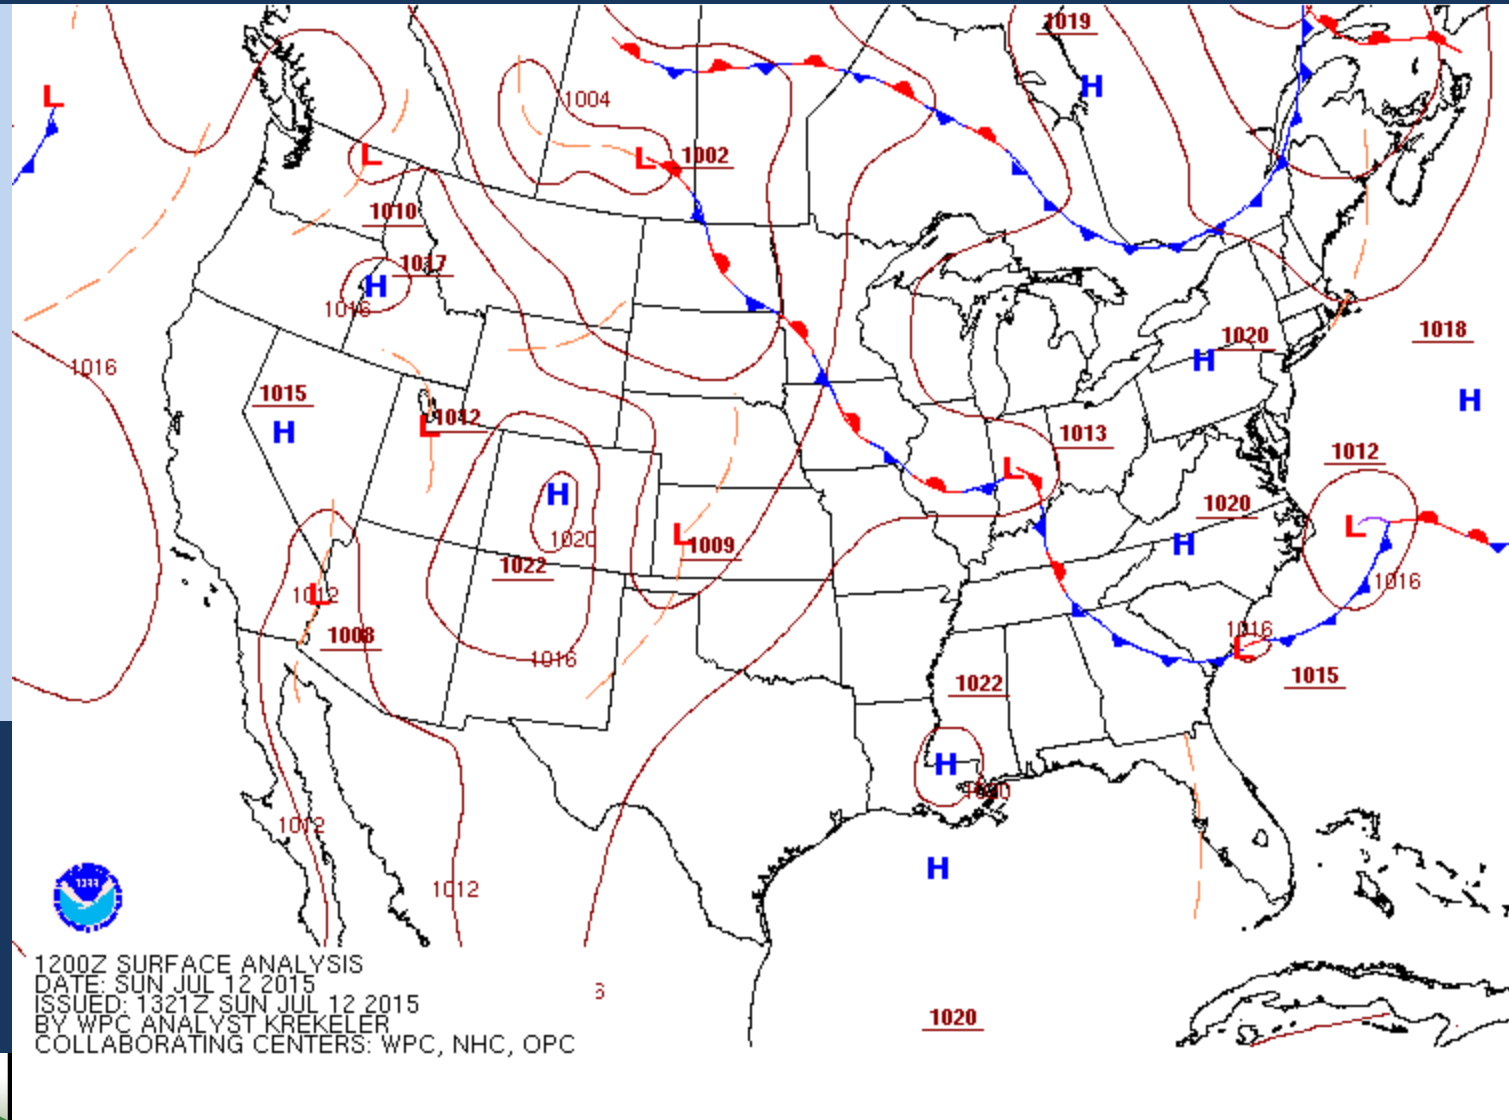 1019
H
L
1004
L
L
1002
1010
1017
H
1016
1016
1020
H
1018
H
1015
H
1012
L
1013
L
1012
L
H
1020
1022
L
1009
1020
H
1016
1012
L
1008
1016
1016
L
1015
1022
H
1020
1012
H
1012
1200Z SURFACE ANALYSIS
DATE: SUN JUL 12 2015
ISSUED: 1321Z SUN JUL 12 2015
BY WPC ANALYST KREKELER
COLLABORATING CENTERS: WPC, NHC, OPC
6
1020